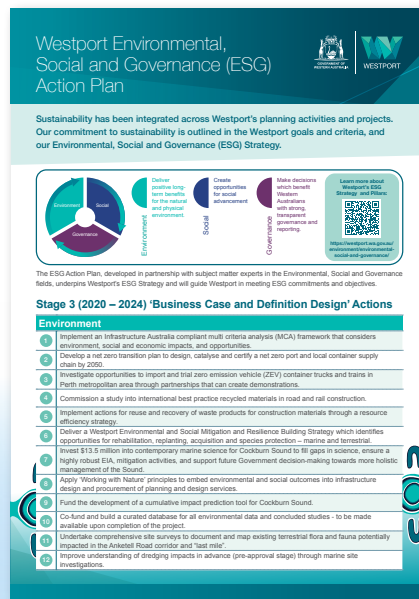 Westport Environmental,
Social and Governance (ESG)
Action Plan
GOVERNMENT OF
WESTERN AUSTRALIA
WESTPORT
Sustainability has been integrated across Westport's planning activities and projects.
Our commitment to sustainability is outlined in the Westport goals and criteria, and
our Environmental, Social and Governance (ESG) Strategy.
Environment
Social
Governance
Environment
Deliver
positive long-
term benefits
for the natural
and physical
environment.
Social
Create
opportunities
for social
advancement
Governance
Make decisions
which benefit
Western
Australians
with strong,
transparent
governance and
reporting.
Learn more about
Westport's ESG
Strategy and Pillars:
https://westport.wa.gov.au/
environment/environmental-
social-and-governance/
The ESG Action Plan, developed in partnership with subject matter experts in the Environmental, Social and Governance
fields, underpins Westport's ESG Strategy and will guide Westport in meeting ESG commitments and objectives.
Stage 3 (2020 – 2024) 'Business Case and Definition Design' Actions
Environment
1 Implement an Infrastructure Australia compliant multi criteria analysis (MCA) framework that considers
environment, social and economic impacts, and opportunities.
2 Develop a net zero transition plan to design, catalyse and certify a net zero port and local container supply
chain by 2050.
3 Investigate opportunities to import and trial zero emission vehicle (ZEV) container trucks and trains in
Perth metropolitan area through partnerships that can create demonstrations.
4 Commission a study into international best practice recycled materials in road and rail construction.
5 Implement actions for reuse and recovery of waste products for construction materials through a resource
efficiency strategy.
6 Deliver a Westport Environmental and Social Mitigation and Resilience Building Strategy which identifies
opportunities for rehabilitation, replanting, acquisition and species protection – marine and terrestrial.
7 Invest $13.5 million into contemporary marine science for Cockburn Sound to fill gaps in science, ensure a
highly robust EIA, mitigation activities, and support future Government decision-making towards more holistic
management of the Sound.
8 Apply 'Working with Nature' principles to embed environmental and social outcomes into infrastructure
design and procurement of planning and design services.
9 Fund the development of a cumulative impact prediction tool for Cockburn Sound.
10 Co-fund and build a curated database for all environmental data and concluded studies - to be made
available upon completion of the project.
11 Undertake comprehensive site surveys to document and map existing terrestrial flora and fauna potentially
impacted in the Anketell Road corridor and "last mile".
12 Improve understanding of dredging impacts in advance (pre-approval stage) through marine site
investigations.